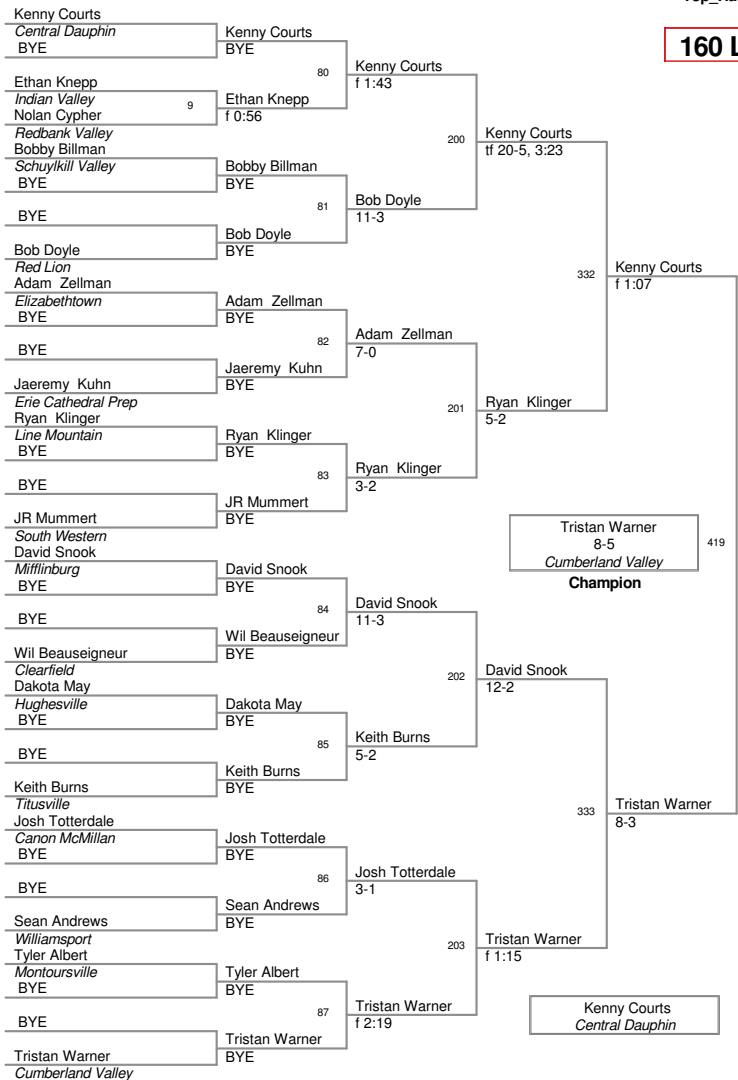 160 L
Kenny Courts
Central Dauphin
BYE
Ethan Knepp
Indian Valley
Nolan Cypher
Redbank Valley
Bobby Billman
Schuylkill Valley
BYE
BYE
Bob Doyle
Red Lion
Adam Zellman
Elizabethtown
BYE
BYE
Jaeremy Kuhn
Erie Cathedral Prep
Ryan Klinger
Line Mountain
BYE
BYE
JR Mummert
South Western
David Snook
Mifflinburg
BYE
BYE
Wil Beauseigneur
Clearfield
Dakota May
Hughesville
BYE
BYE
Keith Burns
Titusville
Josh Totterdale
Canon McMillan
BYE
BYE
Sean Andrews
Williamsport
Tyler Albert
Montoursville
BYE
BYE
Tristan Warner
Cumberland Valley
9
Kenny Courts
BYE
Ethan Knepp
f 0:56
Bobby Billman
BYE
Bob Doyle
BYE
Adam Zellman
BYE
Jaeremy Kuhn
BYE
Ryan Klinger
BYE
JR Mummert
BYE
David Snook
BYE
Wil Beauseigneur
BYE
Dakota May
BYE
Keith Burns
BYE
Josh Totterdale
BYE
Sean Andrews
BYE
Tyler Albert
BYE
Tristan Warner
BYE
80
81
82
83
84
85
86
87
Kenny Courts
f 1:43
Bob Doyle
11-3
Adam Zellman
7-0
Ryan Klinger
3-2
David Snook
11-3
Keith Burns
5-2
Josh Totterdale
3-1
Tristan Warner
f 2:19
200
201
202
203
Kenny Courts
tf 20-5, 3:23
Ryan Klinger
5-2
David Snook
12-2
Tristan Warner
f 1:15
332
333
Kenny Courts
f 1:07
Tristan Warner
8-3
Tristan Warner
8-5
Cumberland Valley
419
Champion
Kenny Courts
Central Dauphin